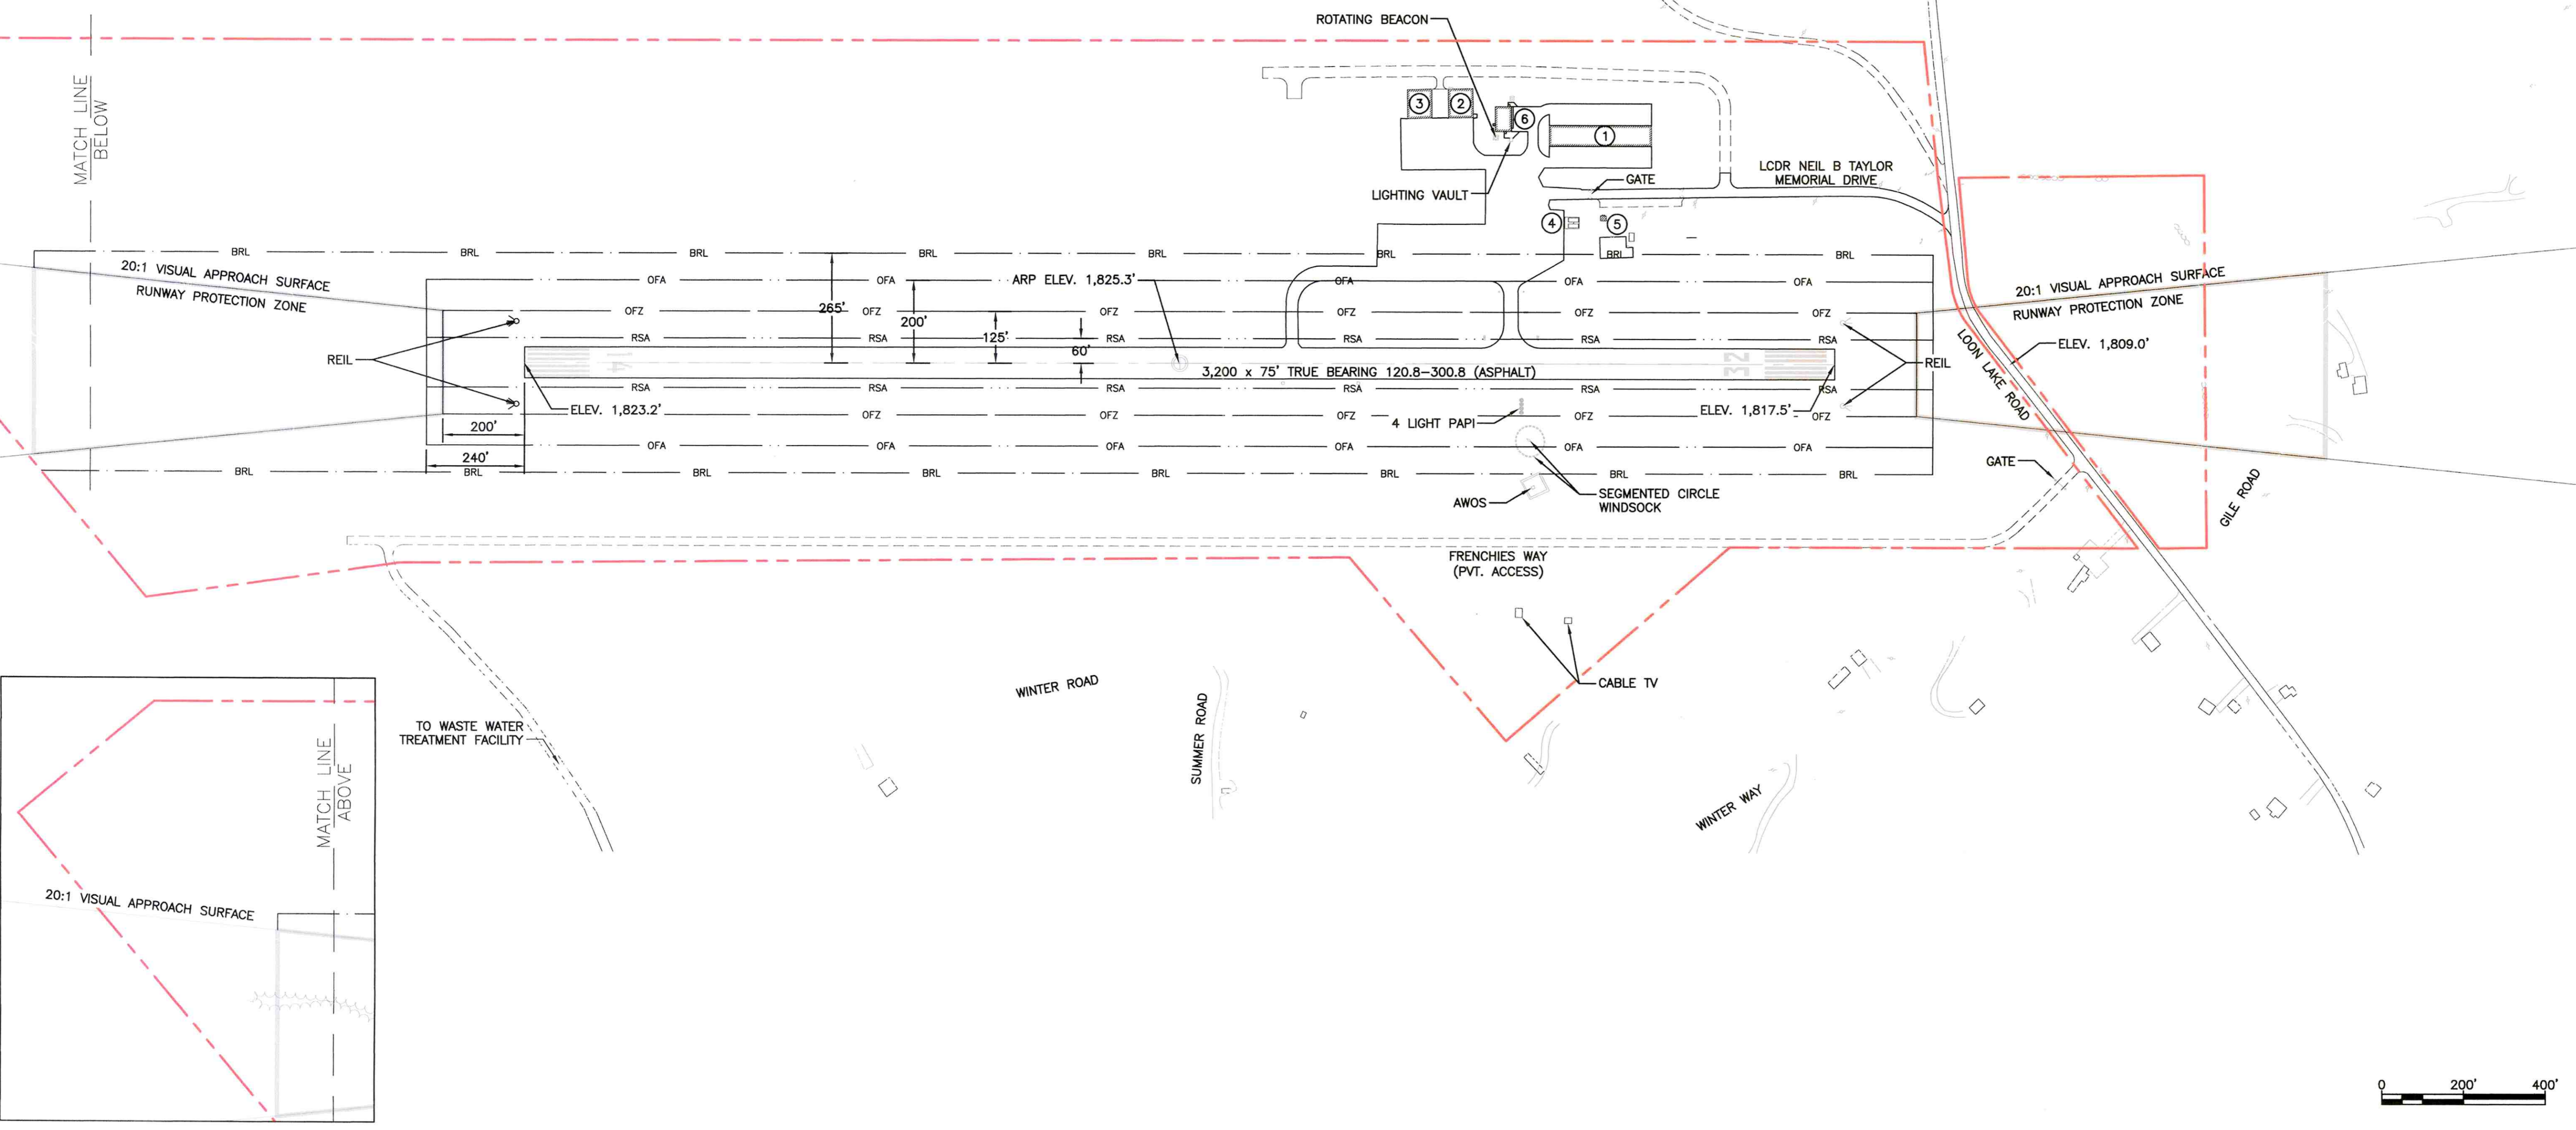 ROTATING BEACON
MATCH LINE
BELOW
3
2
6
1
LCDR NEIL B TAYLOR
MEMORIAL DRIVE
GATE
LIGHTING VAULT
4
5
BRL
BRL
BRL
BRL
BRL
BRL
BRL
BRL
20:1 VISUAL APPROACH SURFACE
RUNWAY PROTECTION ZONE
20:1 VISUAL APPROACH SURFACE
RUNWAY PROTECTION ZONE
OFA
OFA
ARP ELEV. 1,825.3'
OFA
OFA
OFA
265'
200'
125'
60'
OFZ
OFZ
OFZ
OFZ
OFZ
OFZ
RSA
RSA
RSA
RSA
RSA
RSA
REIL
14
32
REIL
LOON LAKE ROAD
ELEV. 1,809.0'
3,200 x 75' TRUE BEARING 120.8-300.8 (ASPHALT)
RSA
RSA
RSA
RSA
RSA
RSA
ELEV. 1,823.2'
ELEV. 1,817.5'
OFZ
OFZ
OFZ
OFZ
OFZ
4 LIGHT PAPI
200'
OFA
OFA
OFA
OFA
OFA
OFA
240'
BRL
BRL
BRL
BRL
BRL
BRL
BRL
BRL
GATE
AWOS
SEGMENTED CIRCLE
WINDSOCK
GILE ROAD
FRENCHIES WAY
(PVT. ACCESS)
CABLE TV
WINTER ROAD
SUMMER ROAD
TO WASTE WATER
TREATMENT FACILITY
WINTER WAY
MATCH LINE
ABOVE
20:1 VISUAL APPROACH SURFACE
0 200' 400'